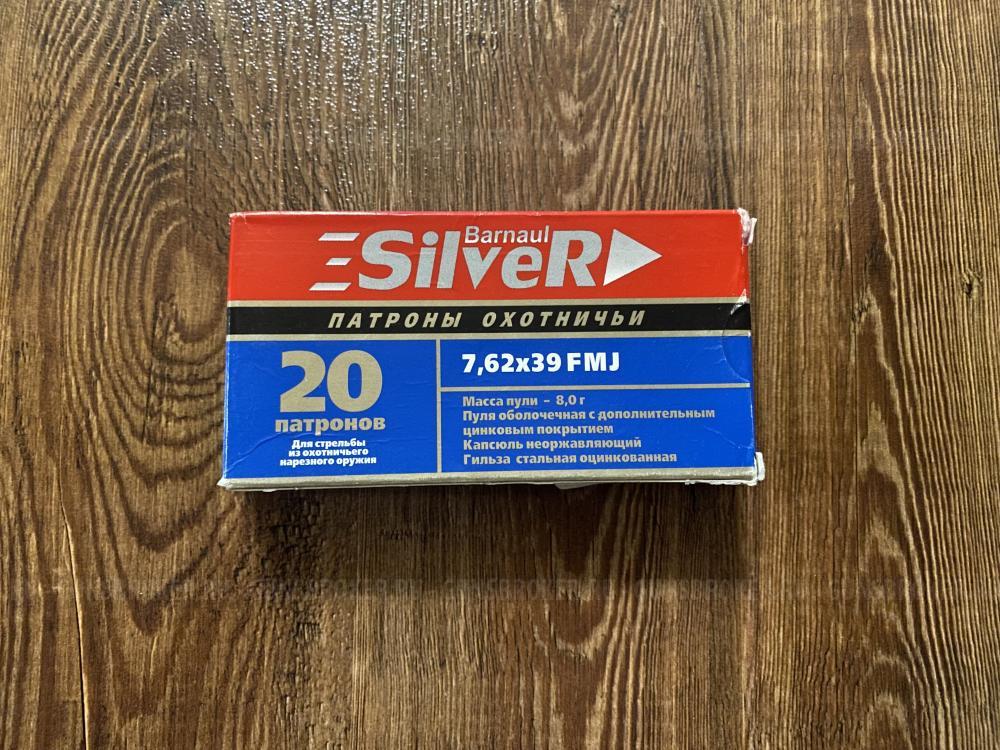 Barnaul
SilveR
ПАТРОНЫ ОХОТНИЧЬИ
20
патронов
Для стрельбы
из охотничьего
нарезного оружия
7,62x39 FMJ
Масса пули – 8,0 г
Пуля оболочечная с дополнительным
цинковым покрытием
Капсюль неоржавляющий
Гильза стальная оцинкованная